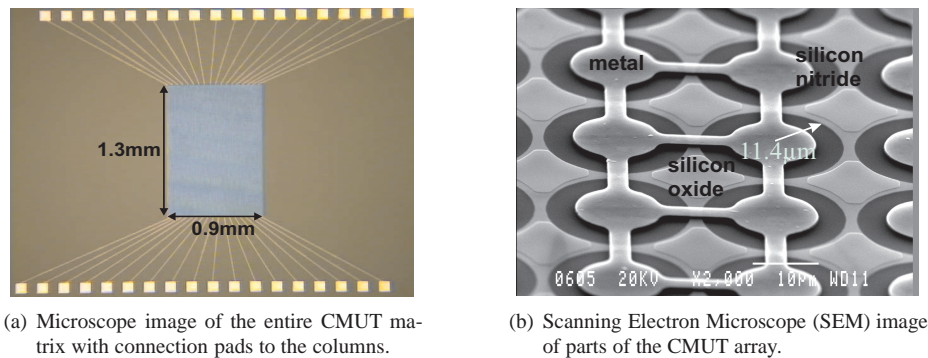 1.3mm
0.9mm
metal
silicon
nitride
11.4µm
silicon
oxide
0605 20KV X2,000 10µm WD11
(a) Microscope image of the entire CMUT ma-
trix with connection pads to the columns.
(b) Scanning Electron Microscope (SEM) image
of parts of the CMUT array.